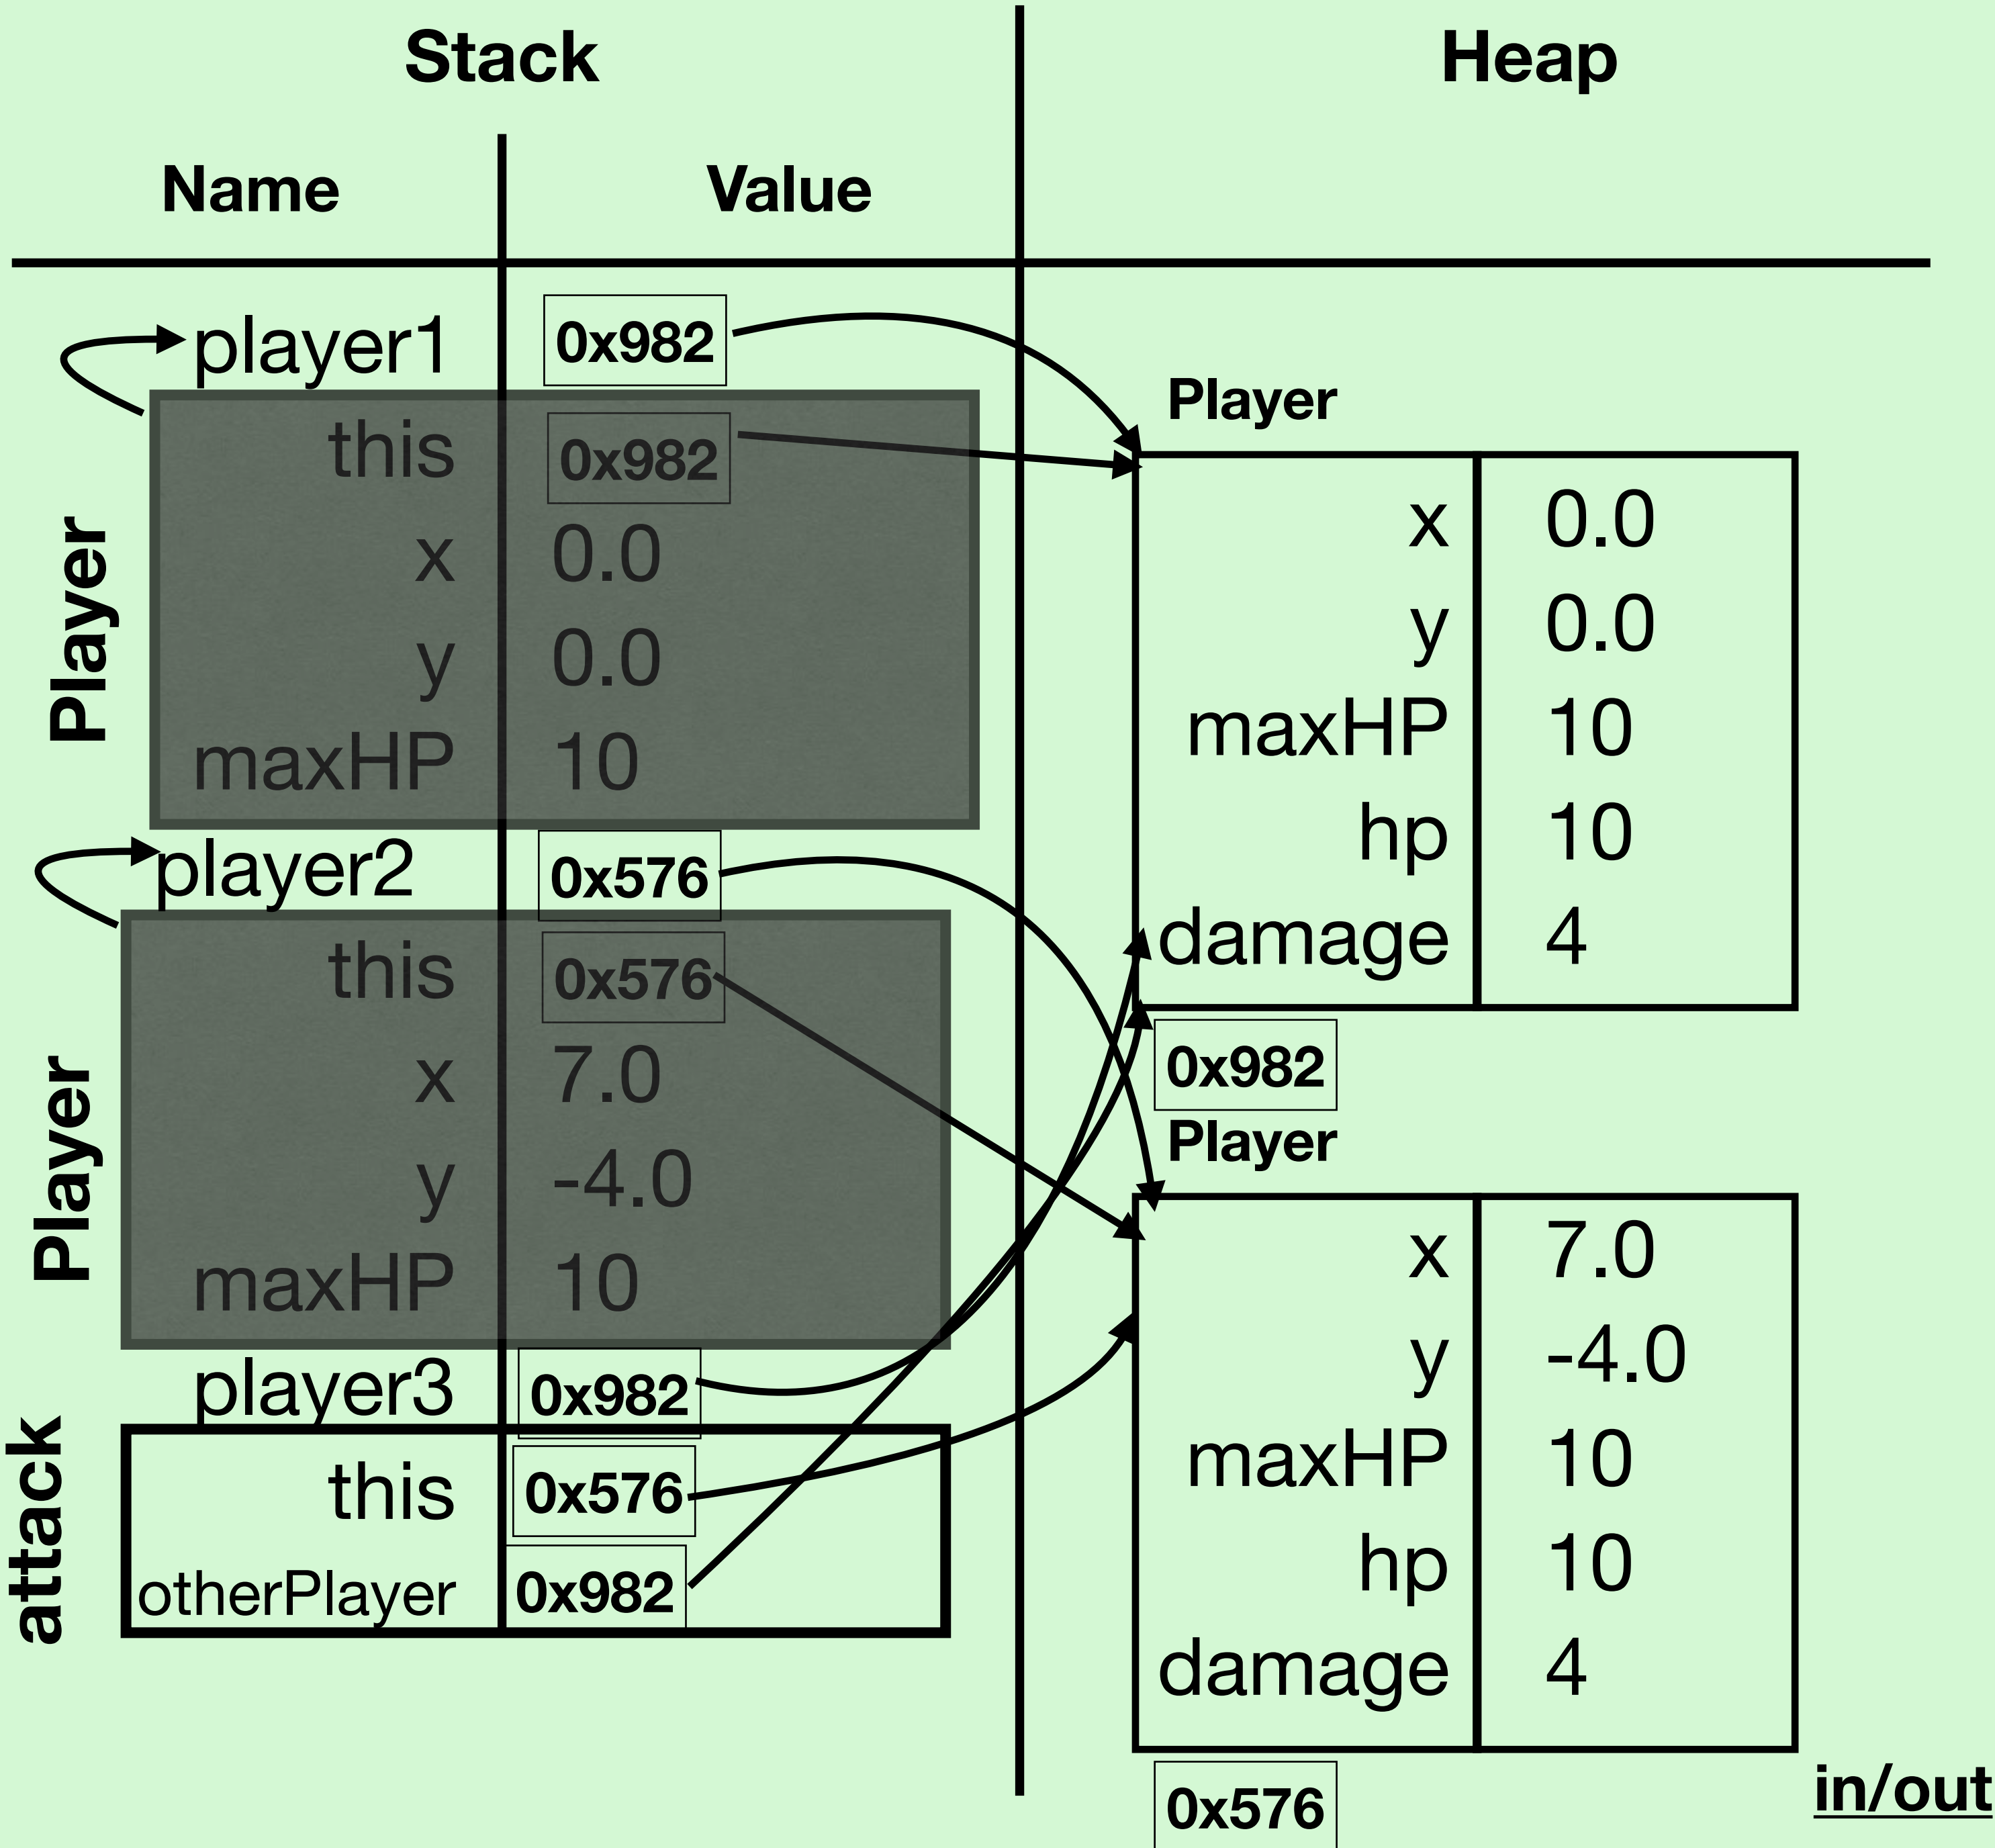 Stack
Heap
Name
Value
player1 0x982
Player
this 0x982
x 0.0
y 0.0
maxHP 10
player2 0x576
Player
this 0x576
x 7.0
y -4.0
maxHP 10
player3 0x982
attack
this 0x576
otherPlayer 0x982
Player
x 0.0
y 0.0
maxHP 10
hp 10
damage 4
0x982
Player
x 7.0
y -4.0
maxHP 10
hp 10
damage 4
0x576
in/out